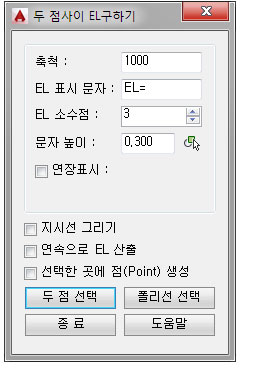 두 점사이 EL구하기
축척 : 1000
EL 표시 문자 : EL=
EL 소수점 : 3
문자 높이 : 0.300
연장표시 :
지시선 그리기
연속으로 EL 산출
선택한 곳에 점(Point) 생성
두 점 선택 폴리선 선택
종 료 도움말